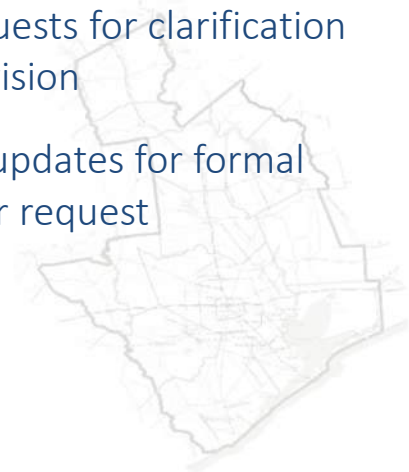 uests for clarification
ision
updates for formal
r request